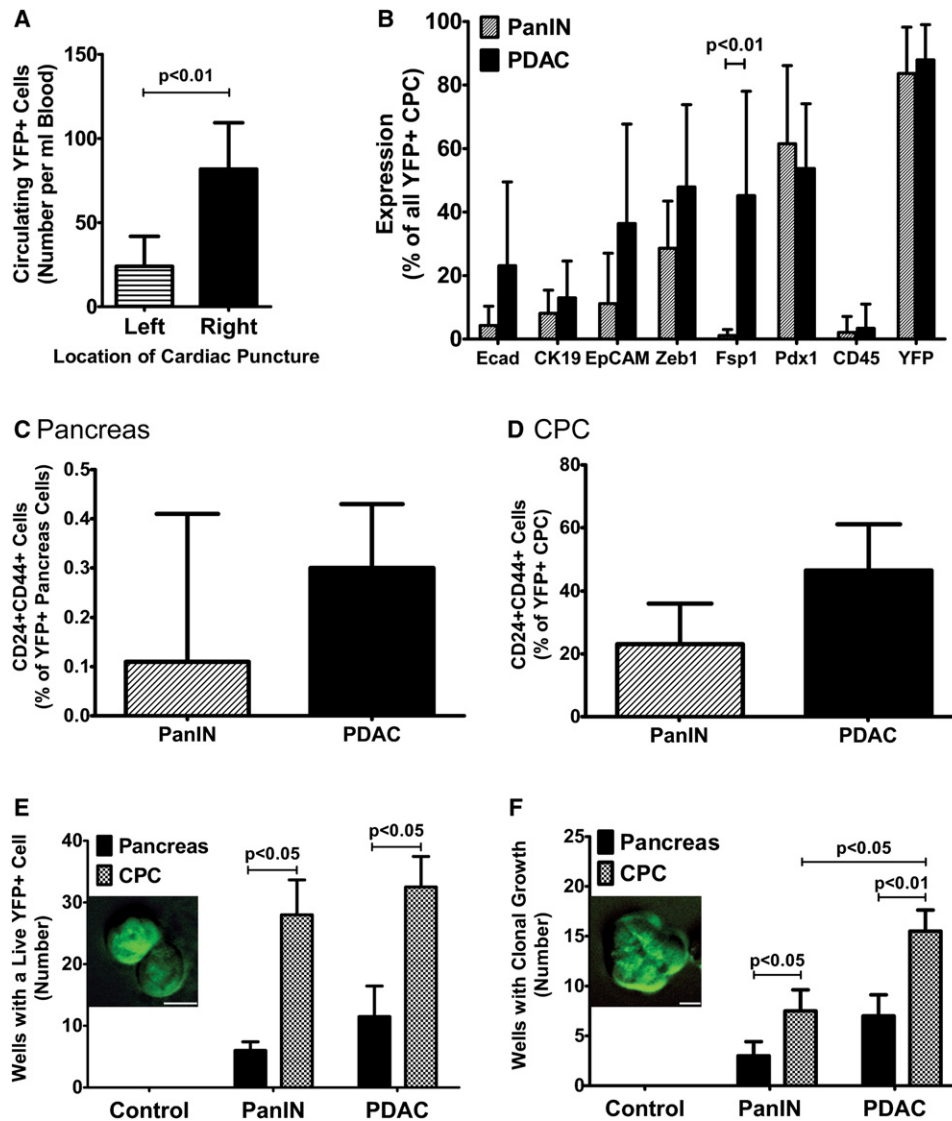 A
Circulating YFP+ Cells
(Number per ml Blood)
150
100
50
0
p<0.01
Left
Right
Location of Cardiac Puncture
B
Expression
(% of all YFP+ CPC)
100
80
60
40
20
0
PanIN
PDAC
p<0.01
Ecad
CK19
EpCAM
Zeb1
Fsp1
Pdx1
CD45
YFP
C Pancreas
CD24+CD44+ Cells
(% of YFP+ Pancreas Cells)
0.5
0.4
0.3
0.2
0.1
0.0
PanIN
PDAC
D CPC
CD24+CD44+ Cells
(% of YFP+ CPC)
80
60
40
20
0
PanIN
PDAC
E
Wells with a Live YFP+ Cell
(Number)
40
30
20
10
0
Pancreas
CPC
p<0.05
p<0.05
Control
PanIN
PDAC
F
Wells with Clonal Growth
(Number)
25
20
15
10
5
0
Pancreas
CPC
p<0.05
p<0.01
p<0.05
Control
PanIN
PDAC